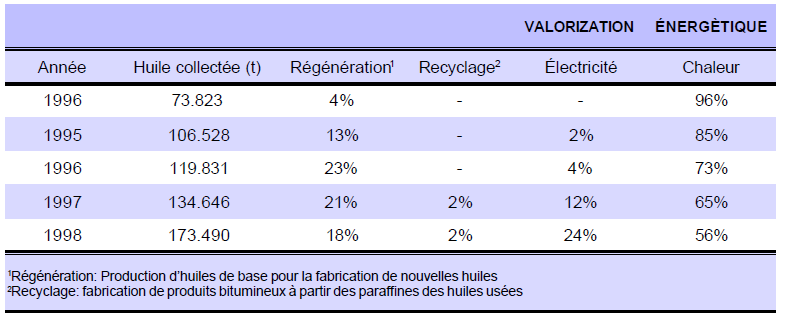 VALORIZATION ÉNERGÈTIQUE
Année Huile collectée (t) Régénération¹ Recyclage² Électricité Chaleur
1996 73.823 4% - - 96%
1995 106.528 13% - 2% 85%
1996 119.831 23% - 4% 73%
1997 134.646 21% 2% 12% 65%
1998 173.490 18% 2% 24% 56%
¹Régénération: Production d'huiles de base pour la fabrication de nouvelles huiles
²Recyclage: fabrication de produits bitumineux à partir des paraffines des huiles usées